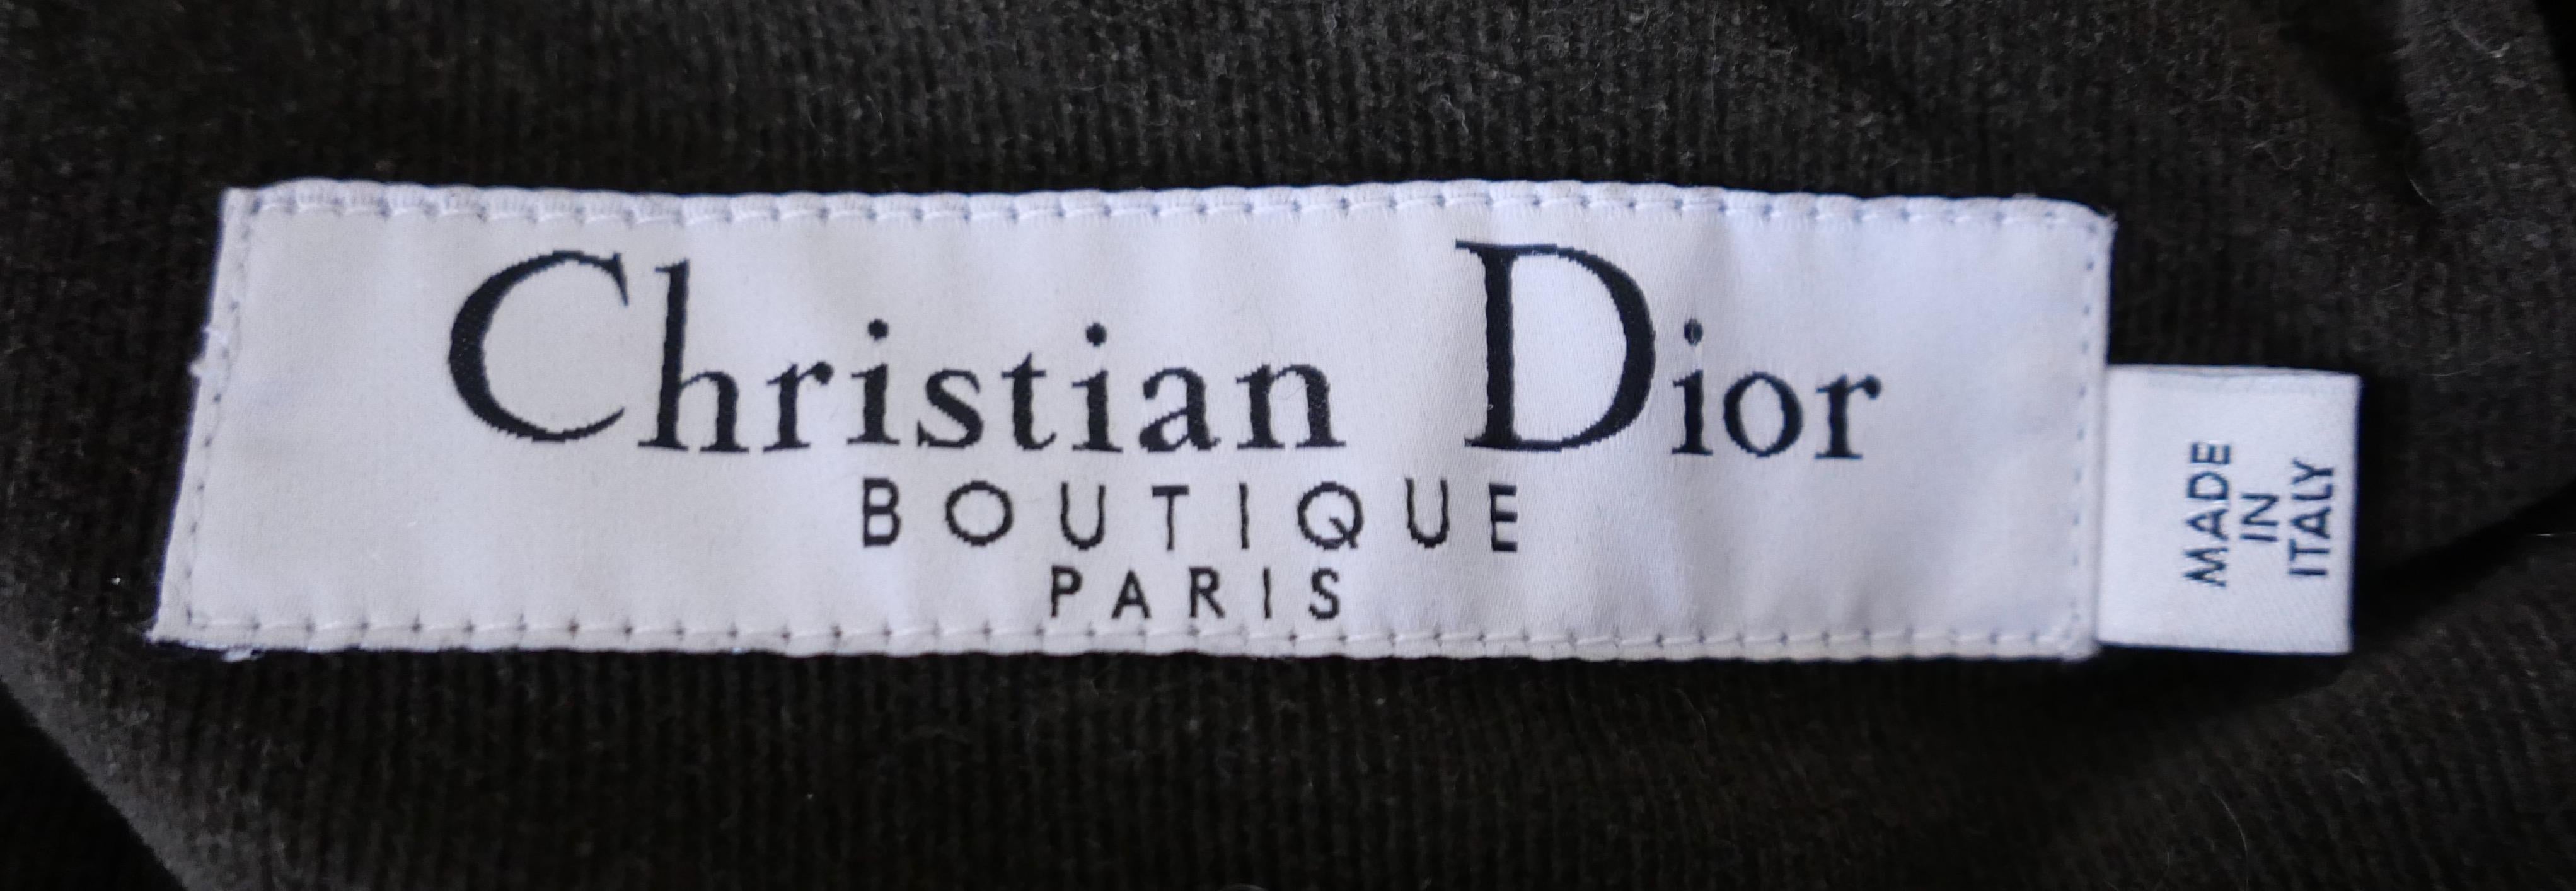 Christian Dior
BOUTIQUE
PARIS
MADE
IN
ITALY